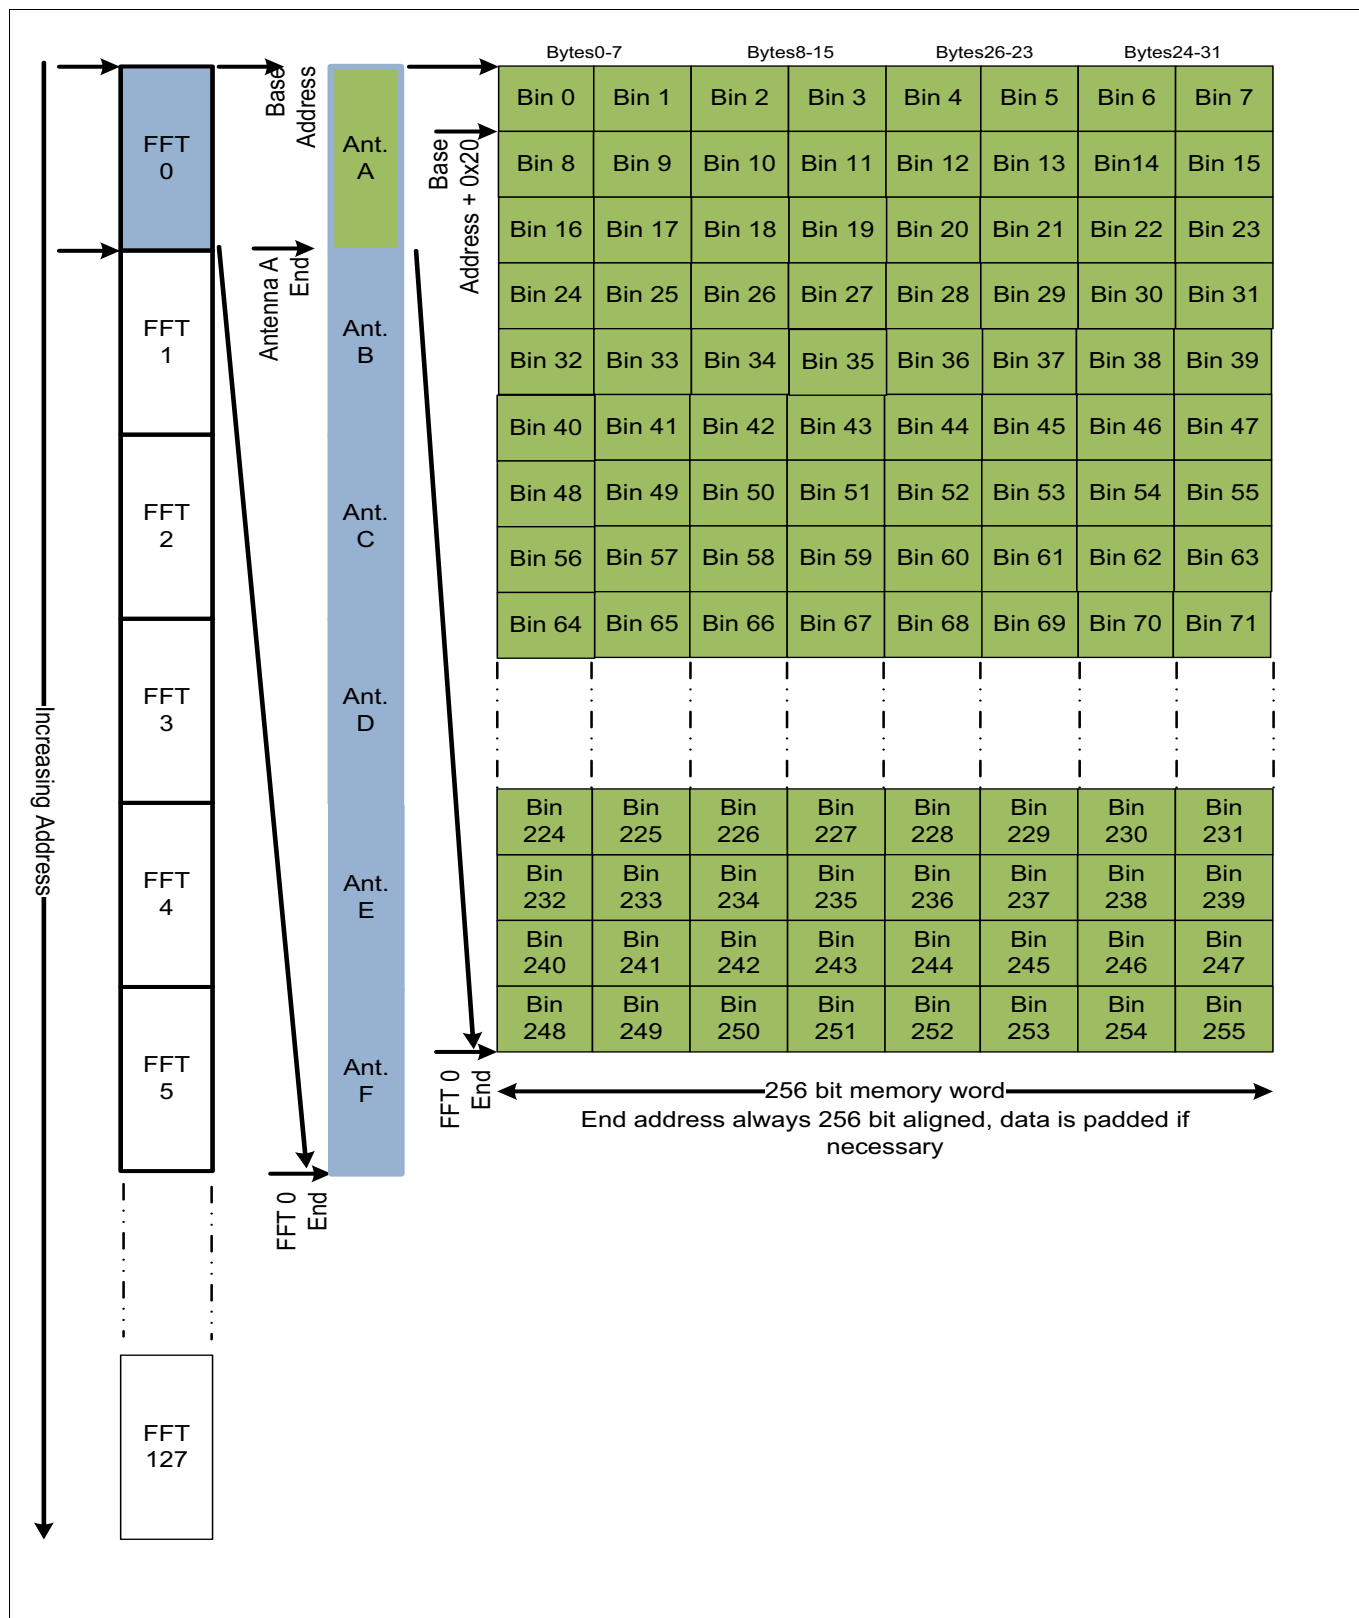 Bytes0-7 Bytes8-15 Bytes26-23 Bytes24-31
Increasing Address
FFT
0
FFT
1
FFT
2
FFT
3
FFT
4
FFT
5
FFT
127
Base
Address
Antenna A
End
FFT 0
End
Ant.
A
Ant.
B
Ant.
C
Ant.
D
Ant.
E
Ant.
F
Base
Address + 0x20
FFT 0
End
Bin 0 Bin 1 Bin 2 Bin 3 Bin 4 Bin 5 Bin 6 Bin 7
Bin 8 Bin 9 Bin 10 Bin 11 Bin 12 Bin 13 Bin14 Bin 15
Bin 16 Bin 17 Bin 18 Bin 19 Bin 20 Bin 21 Bin 22 Bin 23
Bin 24 Bin 25 Bin 26 Bin 27 Bin 28 Bin 29 Bin 30 Bin 31
Bin 32 Bin 33 Bin 34 Bin 35 Bin 36 Bin 37 Bin 38 Bin 39
Bin 40 Bin 41 Bin 42 Bin 43 Bin 44 Bin 45 Bin 46 Bin 47
Bin 48 Bin 49 Bin 50 Bin 51 Bin 52 Bin 53 Bin 54 Bin 55
Bin 56 Bin 57 Bin 58 Bin 59 Bin 60 Bin 61 Bin 62 Bin 63
Bin 64 Bin 65 Bin 66 Bin 67 Bin 68 Bin 69 Bin 70 Bin 71
Bin Bin Bin Bin Bin Bin Bin Bin
224 225 226 227 228 229 230 231
Bin Bin Bin Bin Bin Bin Bin Bin
232 233 234 235 236 237 238 239
Bin Bin Bin Bin Bin Bin Bin Bin
240 241 242 243 244 245 246 247
Bin Bin Bin Bin Bin Bin Bin Bin
248 249 250 251 252 253 254 255
256 bit memory word
End address always 256 bit aligned, data is padded if
necessary